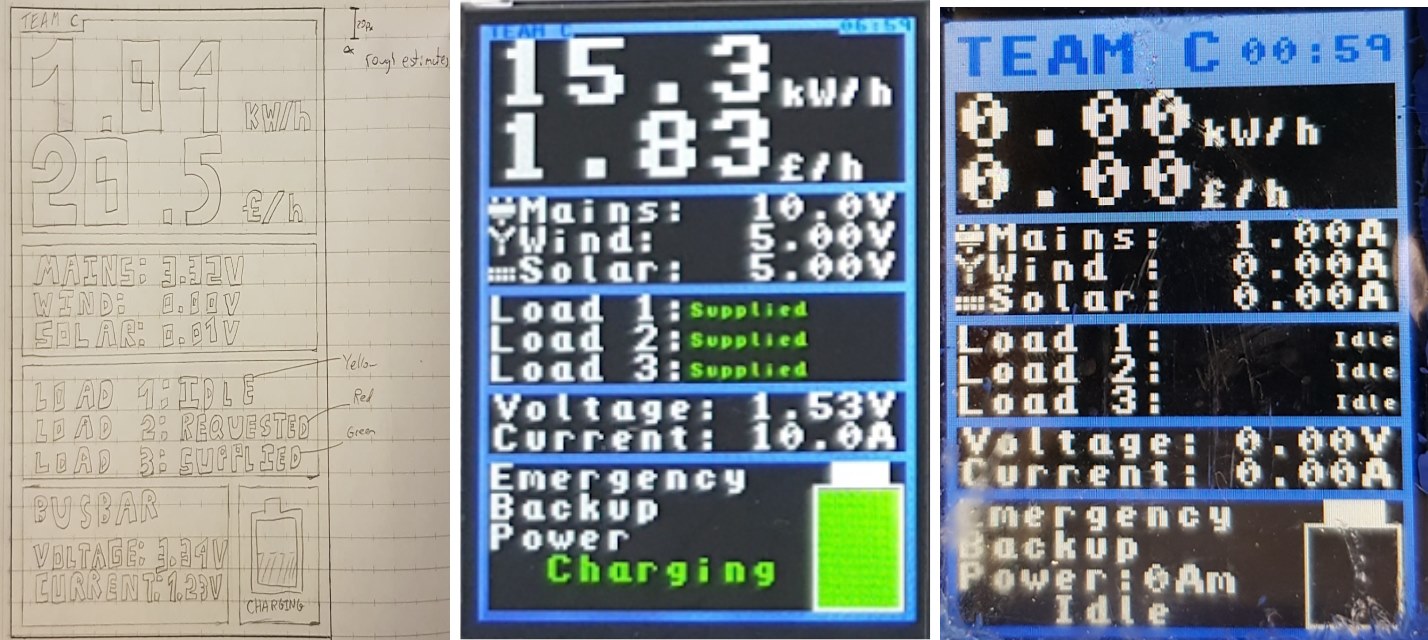 TEAM C
1.04
KW/h
20.5
£/h
MAINS: 3.32V
WIND: 0.00V
SOLAR: 0.01V
LOAD 1: IDLE
LOAD 2: REQUESTED
LOAD 3: SUPPLIED
BUSBAR
VOLTAGE: 3.34V
CURRENT: 1.23V
CHARGING
rough estimates
Yellow
Red
Green
TEAM C 06:59
15.3 kW/h
1.83 £/h
Mains: 10.0V
Wind: 5.00V
Solar: 5.00V
Load 1: Supplied
Load 2: Supplied
Load 3: Supplied
Voltage: 1.53V
Current: 10.0A
Emergency
Backup
Power
Charging
TEAM C 00:59
0.00 kW/h
0.00 £/h
Mains: 1.00A
Wind : 0.00A
Solar: 0.00A
Load 1: Idle
Load 2: Idle
Load 3: Idle
Voltage: 0.00V
Current: 0.00A
Emergency
Backup
Power:0Am
Idle